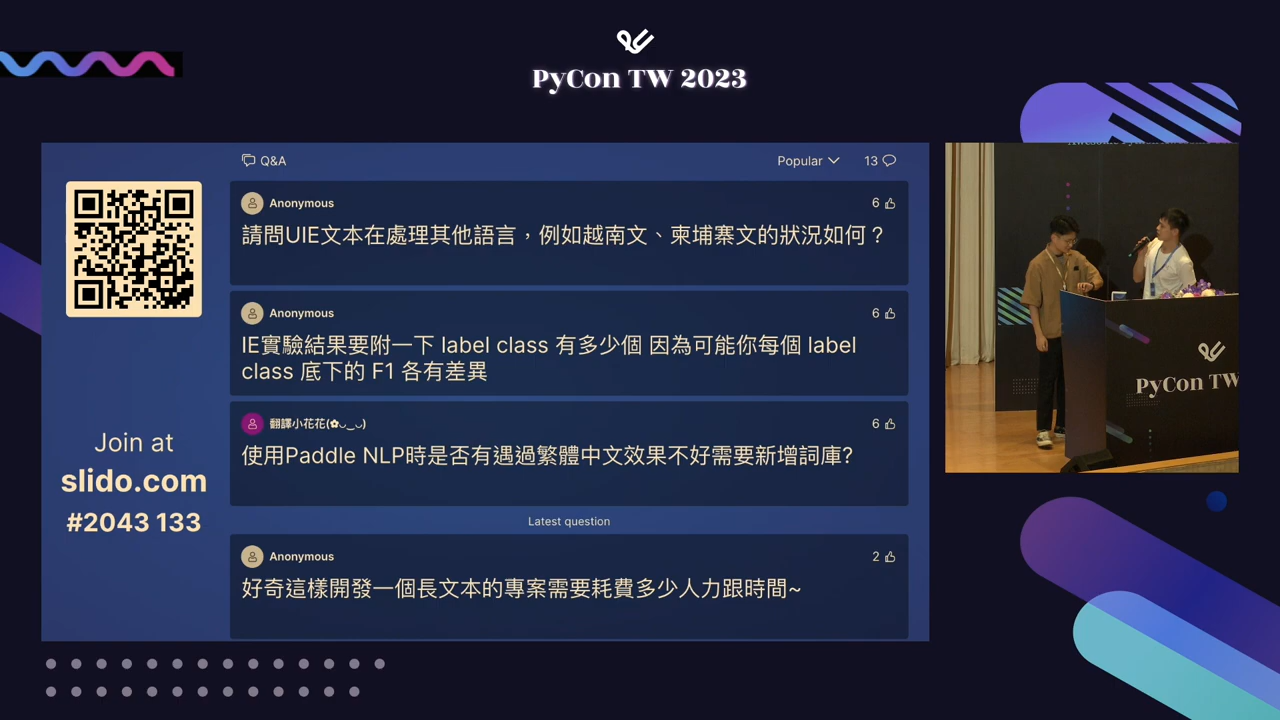 PyCon TW 2023
Q&A
Popular
13
Anonymous
6
請問UIE文本在處理其他語言，例如越南文、柬埔寨文的狀況如何？
Anonymous
6
IE實驗結果要附一下 label class 有多少個 因為可能你每個 label
class 底下的 F1 各有差異
翻譯小花花(✿◡‿◡)
6
使用Paddle NLP時是否有遇過繁體中文效果不好需要新增詞庫?
Latest question
Anonymous
2
好奇這樣開發一個長文本的專案需要耗費多少人力跟時間~
Join at
slido.com
#2043 133
PyCon TW